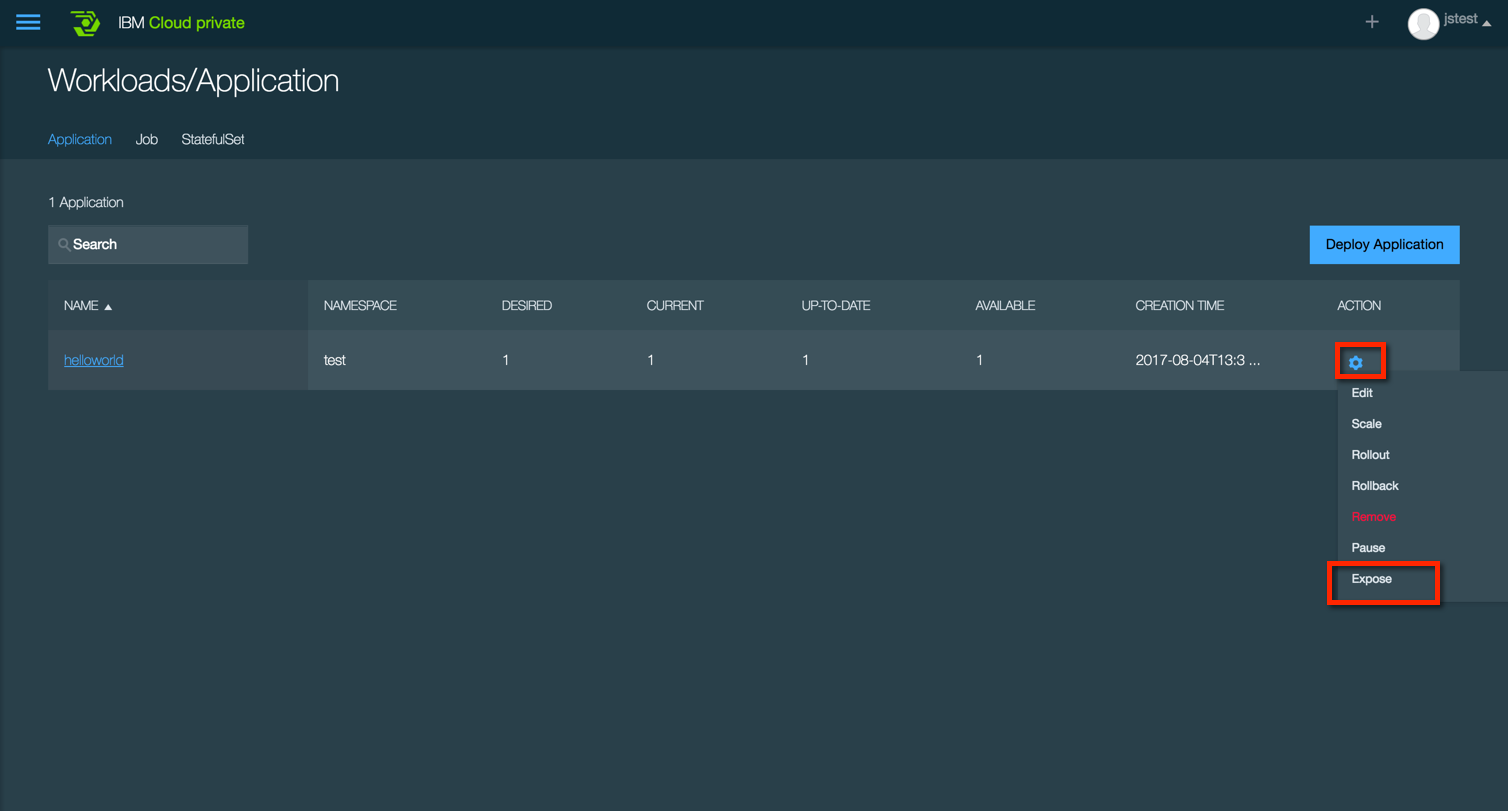 IBM Cloud private
jstest
Workloads/Application
Application Job StatefulSet
1 Application
Search
Deploy Application
NAME NAMESPACE DESIRED CURRENT UP-TO-DATE AVAILABLE CREATION TIME ACTION
helloworld test 1 1 1 1 2017-08-04T13:3 ...
Edit
Scale
Rollout
Rollback
Remove
Pause
Expose